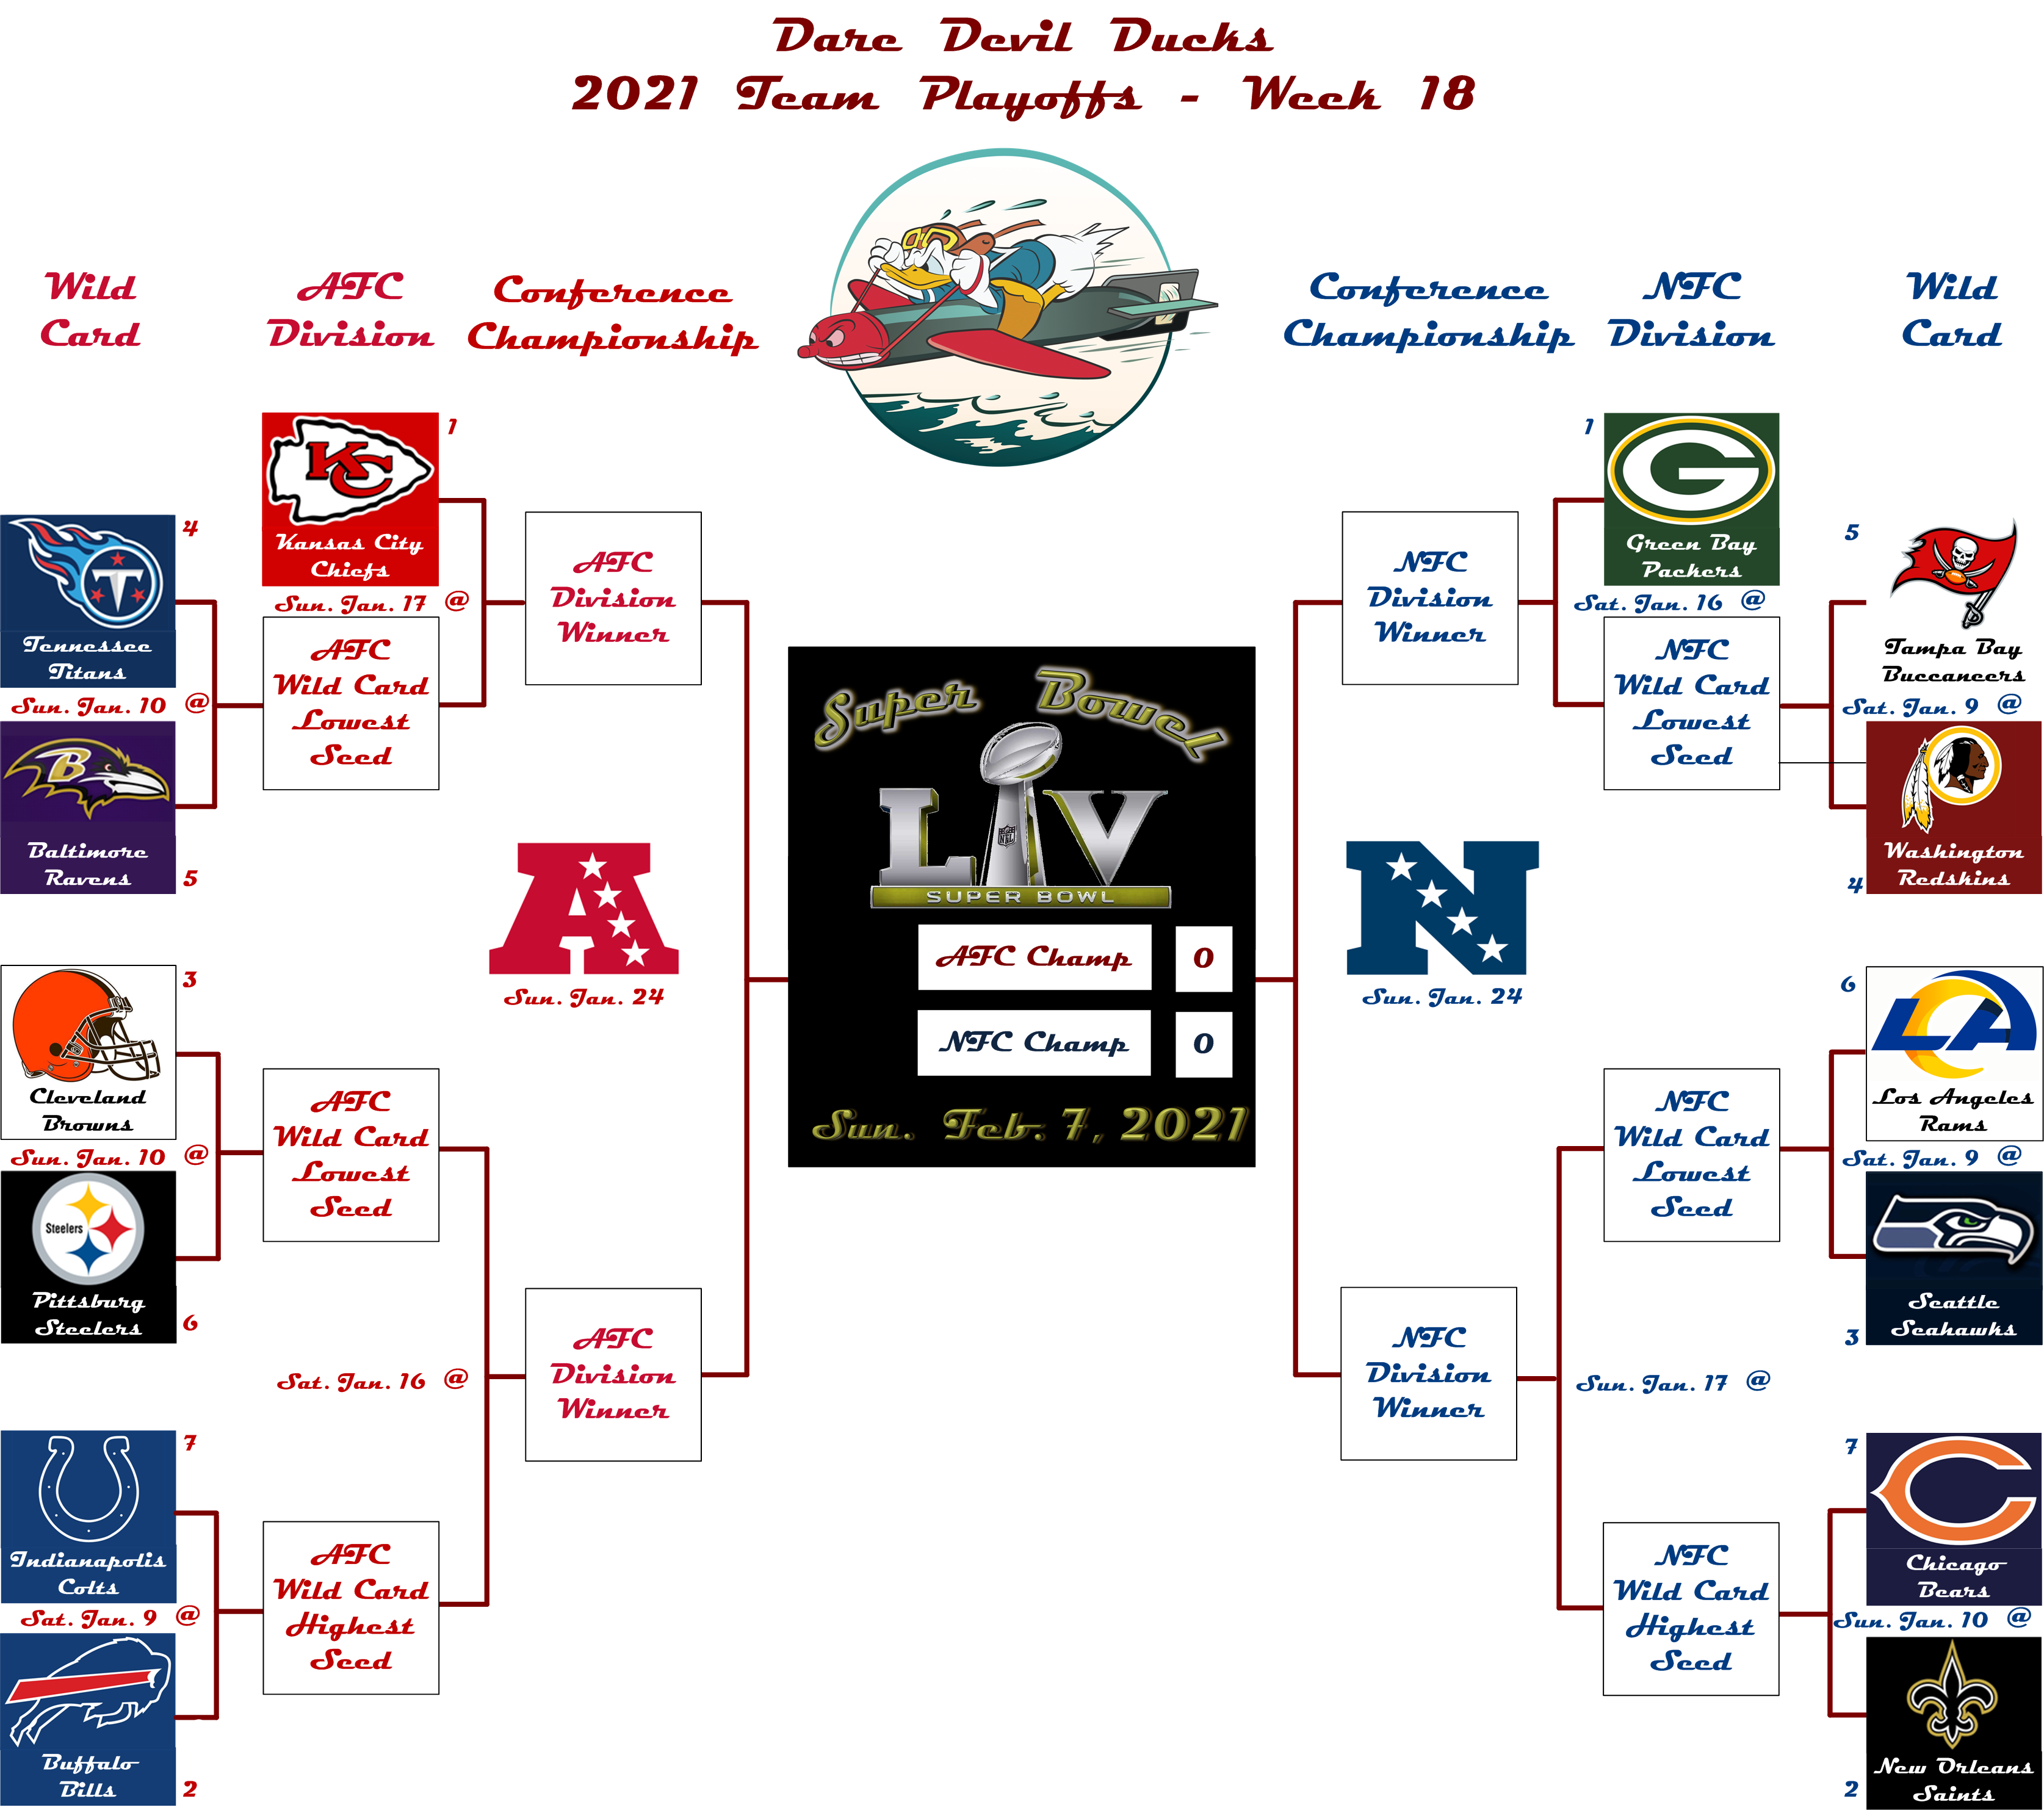 Dare Devil Ducks
2021 Team Playoffs - Week 18
Wild
Card
AFC
Division
Conference
Championship
Conference
Championship
NFC
Division
Wild
Card
KC
Kansas City
Chiefs
1
Sun. Jan. 17 @
AFC
Wild Card
Lowest
Seed
4
T
Tennessee
Titans
Sun. Jan. 10 @
B
Baltimore
Ravens
5
AFC
Division
Winner
A
Sun. Jan. 24
3
Cleveland
Browns
Sun. Jan. 10 @
Steelers
Pittsburg
Steelers
6
AFC
Wild Card
Lowest
Seed
Sat. Jan. 16 @
AFC
Division
Winner
7
Indianapolis
Colts
Sat. Jan. 9 @
Buffalo
Bills
2
AFC
Wild Card
Highest
Seed
Super Bowel
LIV
NFL
SUPER BOWL
AFC Champ 0
NFC Champ 0
Sun. Feb. 7, 2021
NFC
Division
Winner
N
Sun. Jan. 24
1
G
Green Bay
Packers
Sat. Jan. 16 @
NFC
Wild Card
Lowest
Seed
5
Tampa Bay
Buccaneers
Sat. Jan. 9 @
Washington
Redskins
4
6
LA
Los Angeles
Rams
Sat. Jan. 9 @
Seattle
Seahawks
3
NFC
Wild Card
Lowest
Seed
NFC
Division
Winner
Sun. Jan. 17 @
7
C
Chicago
Bears
Sun. Jan. 10 @
New Orleans
Saints
2
NFC
Wild Card
Highest
Seed